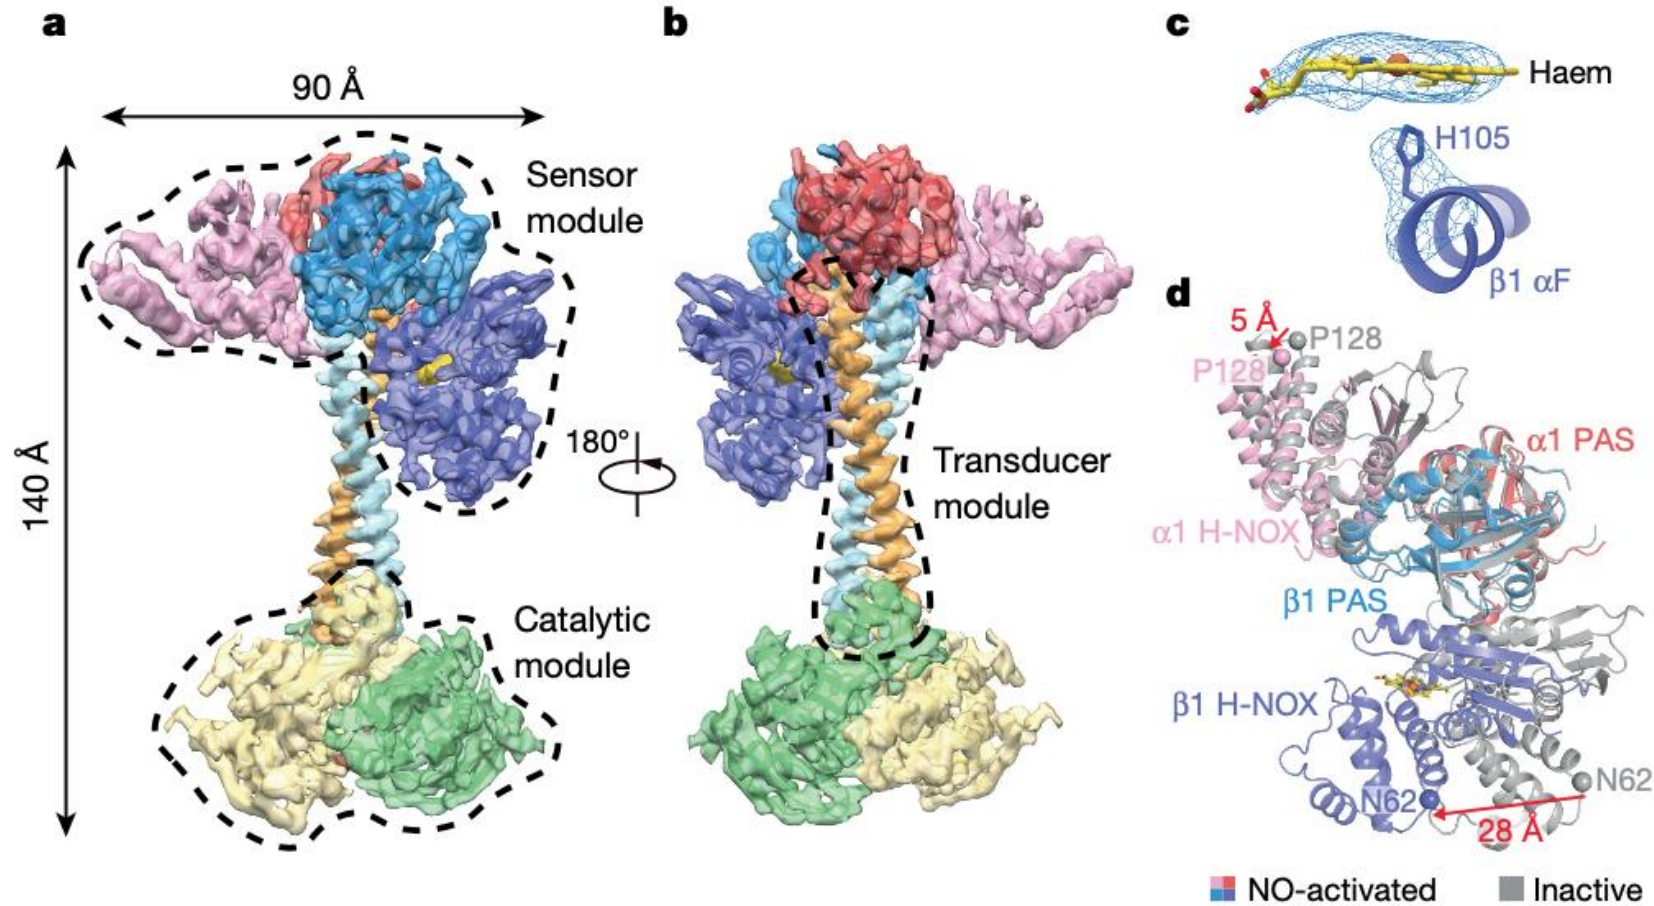 a
b
c
90 Å
Sensor
module
140 Å
180°
Catalytic
module
Transducer
module
Haem
H105
β1 αF
d
5 Å
P128
P128
α1 PAS
α1 H-NOX
β1 PAS
β1 H-NOX
N62
N62
28 Å
NO-activated
Inactive